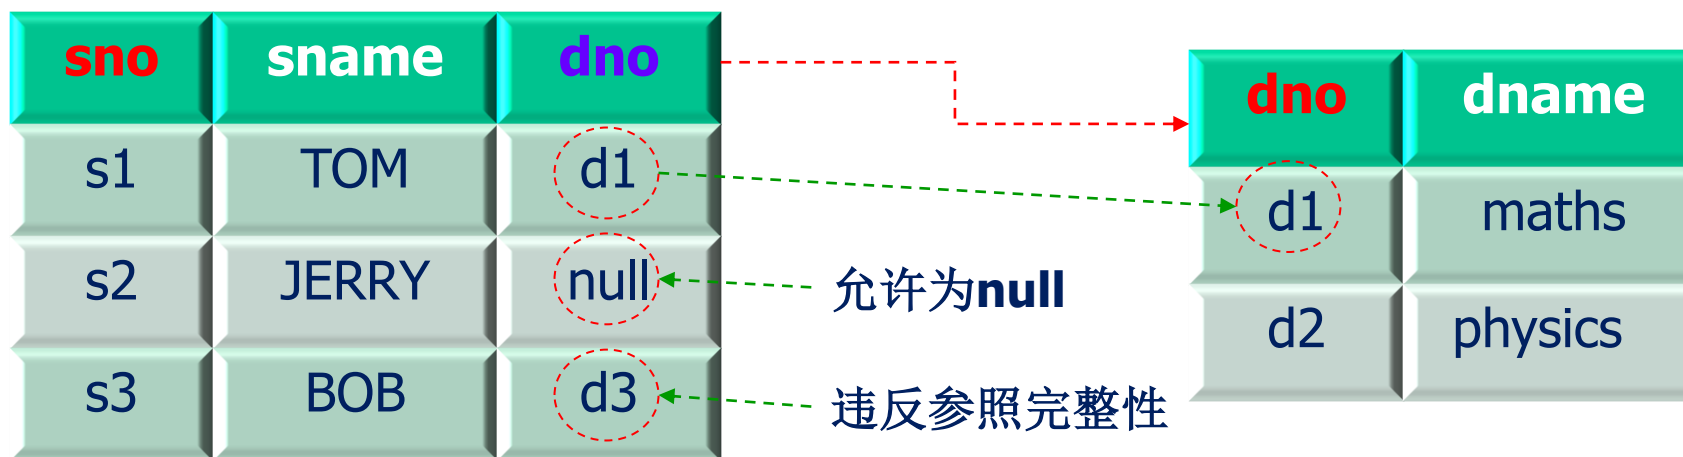 sno sname dno
s1 TOM d1
s2 JERRY null
s3 BOB d3
允许为null
违反参照完整性
dno dname
d1 maths
d2 physics